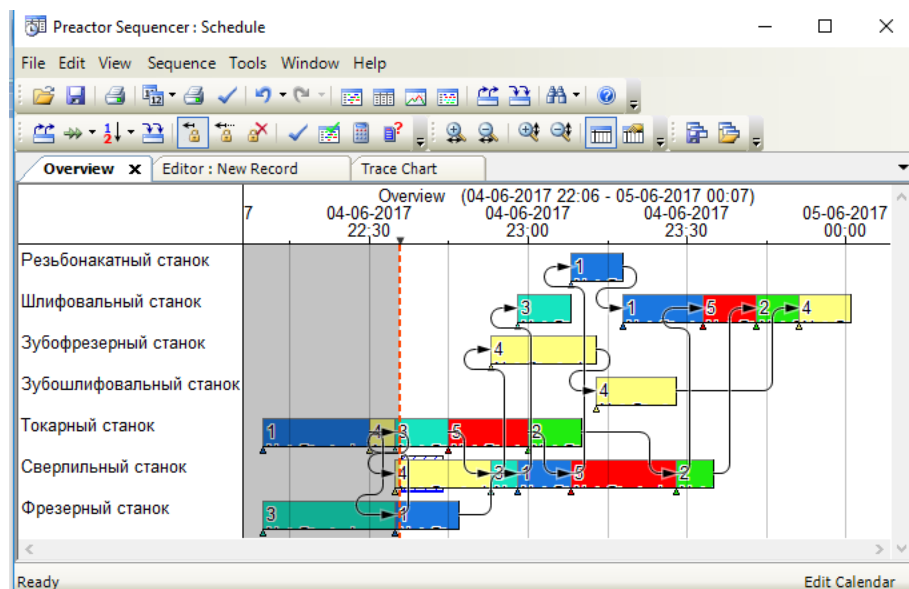 Preactor Sequencer : Schedule
File Edit View Sequence Tools Window Help
Overview X Editor : New Record Trace Chart
Overview (04-06-2017 22:06 - 05-06-2017 00:07)
7 04-06-2017 04-06-2017 04-06-2017 05-06-2017
22:30 23:00 23:30 00:00
Резьбонакатный станок 1
Шлифовальный станок 3 1 5 2 4
Зубофрезерный станок 4
Зубошлифовальный станок 4
Токарный станок 1 4 3 5 2
Сверлильный станок 4 3 1 5 2
Фрезерный станок 3 1
Ready Edit Calendar